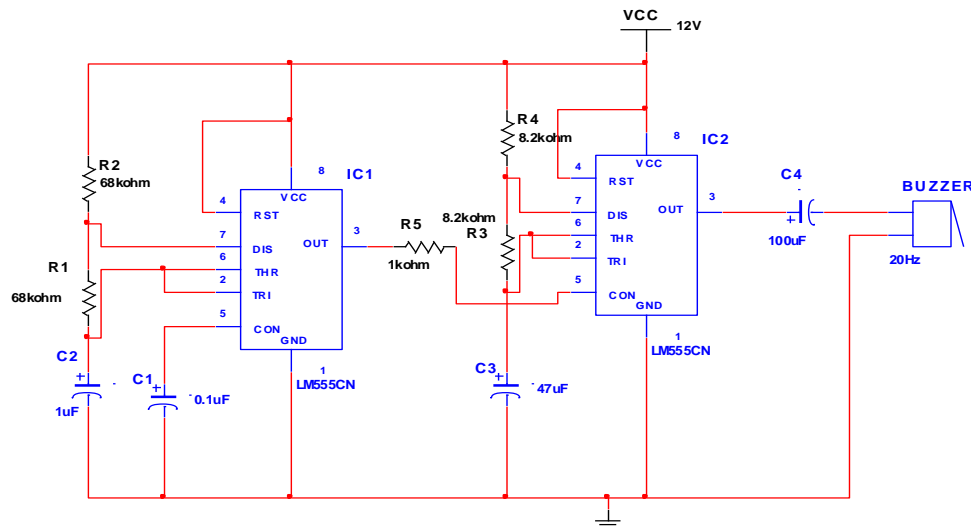 VCC
12V
R2
68kohm
R1
68kohm
C2
1uF
C1
0.1uF
4
7
6
2
5
8
3
1
IC1
VCC
RST
DIS
THR
TRI
CON
OUT
GND
LM555CN
R5
1kohm
R4
8.2kohm
8.2kohm
R3
C3
47uF
4
7
6
2
5
8
3
1
IC2
VCC
RST
DIS
THR
TRI
CON
OUT
GND
LM555CN
C4
100uF
BUZZER
20Hz